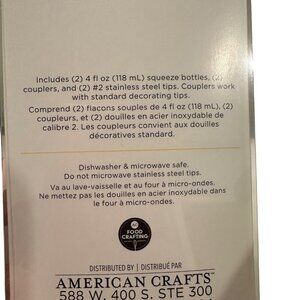 Includes (2) 4 fl oz (118 mL) squeeze bottles, (2)
couplers, and (2) #2 stainless steel tips. Couplers work
with standard decorating tips.
Comprend (2) flacons souples de 4 fl oz (118 mL), (2)
coupleurs, et (2) douilles en acier inoxydable de
calibre 2. Les coupleurs convient aux douilles
décoratives standard.
Dishwasher & microwave safe.
Do not microwave stainless steel tips.
Va au lave-vaisselle et au four à micro-ondes.
Ne mettez pas les douilles en acier inoxydable dans
le four à micro-ondes.
FOOD
CRAFTING
DISTRIBUTED BY | DISTRIBUÉ PAR
AMERICAN CRAFTS
588 W. 400 S. STE 300